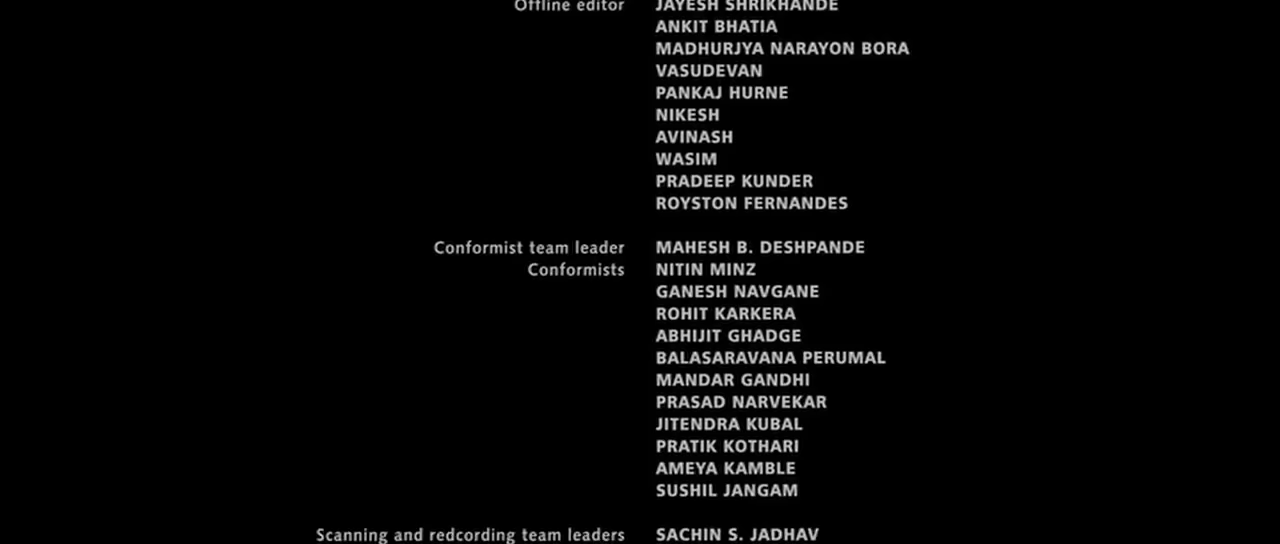 Offline editor JAYESH SHRIKHANDE
ANKIT BHATIA
MADHURJYA NARAYON BORA
VASUDEVAN
PANKAJ HURNE
NIKESH
AVINASH
WASIM
PRADEEP KUNDER
ROYSTON FERNANDES
Conformist team leader MAHESH B. DESHPANDE
Conformists NITIN MINZ
GANESH NAVGANE
ROHIT KARKERA
ABHIJIT GHADGE
BALASARAVANA PERUMAL
MANDAR GANDHI
PRASAD NARVEKAR
JITENDRA KUBAL
PRATIK KOTHARI
AMEYA KAMBLE
SUSHIL JANGAM
Scanning and redcording team leaders SACHIN S. JADHAV